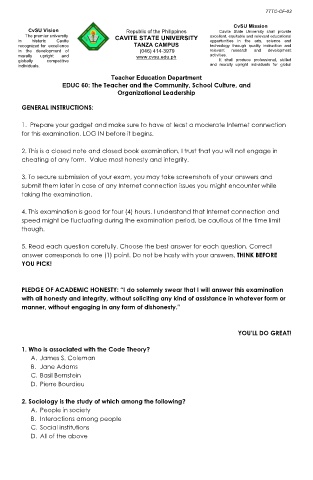 7TTC-CF-02
CvSU Vision
The premier university
in historic Cavite
recognized for excellence
in the development of
morally upright and
globally competitive
individuals.
Republic of the Philippines
CAVITE STATE UNIVERSITY
TANZA CAMPUS
(046) 414-3979
www.cvsu.edu.ph
CvSU Mission
Cavite State University shall provide
excellent, equitable and relevant educational
opportunities in the arts, science and
technology through quality instruction and
relevant research and development
activities.
It shall produce professional, skilled
and morally upright individuals for global
Teacher Education Department
EDUC 60: The Teacher and the Community, School Culture, and
Organizational Leadership
GENERAL INSTRUCTIONS:
1. Prepare your gadget and make sure to have at least a moderate Internet connection
for this examination. LOG IN before it begins.
2. This is a closed note and closed book examination. I trust that you will not engage in
cheating of any form. Value most honesty and integrity.
3. To secure submission of your exam, you may take screenshots of your answers and
submit them later in case of any Internet connection issues you might encounter while
taking the examination.
4. This examination is good for four (4) hours. I understand that Internet connection and
speed might be fluctuating during the examination period, be cautious of the time limit
though.
5. Read each question carefully. Choose the best answer for each question. Correct
answer corresponds to one (1) point. Do not be hasty with your answers, THINK BEFORE
YOU PICK!
PLEDGE OF ACADEMIC HONESTY: "I do solemnly swear that I will answer this examination
with all honesty and integrity, without soliciting any kind of assistance in whatever form or
manner, without engaging in any form of dishonesty."
YOU'LL DO GREAT!
1. Who is associated with the Code Theory?
A. James S. Coleman
B. Jane Adams
C. Basil Bernstein
D. Pierre Bourdieu
2. Sociology is the study of which among the following?
A. People in society
B. Interactions among people
C. Social institutions
D. All of the above